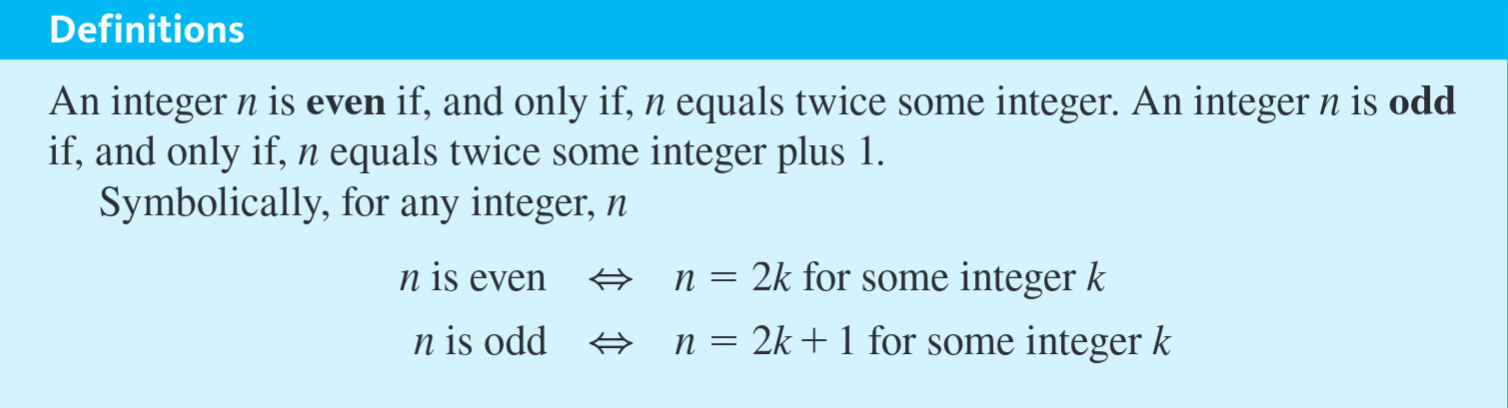 Definitions
An integer n is even if, and only if, n equals twice some integer. An integer n is odd
if, and only if, n equals twice some integer plus 1.
Symbolically, for any integer, n
n is even ⇔ n = 2k for some integer k
n is odd ⇔ n = 2k + 1 for some integer k